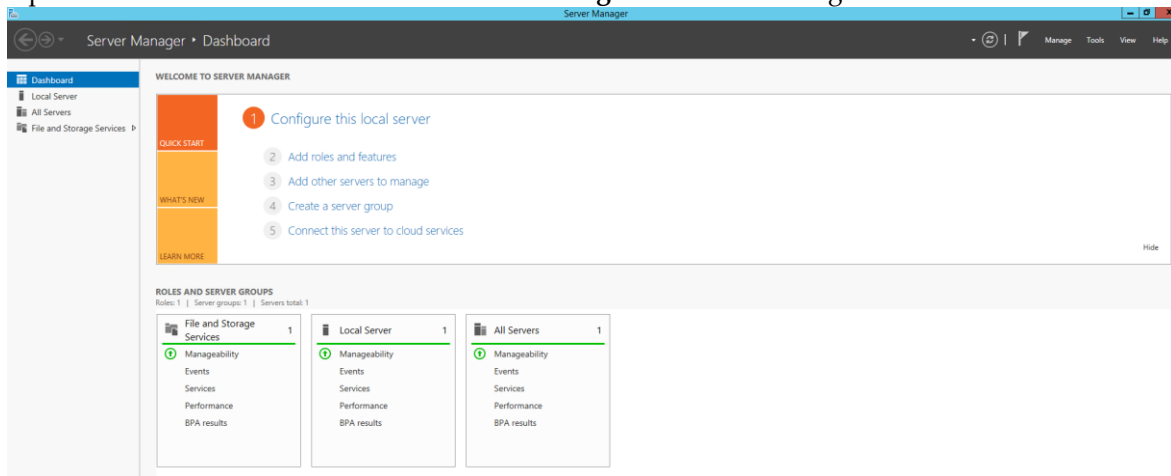 Server Manager
Server Manager • Dashboard
Manage Tools View Help
Dashboard
Local Server
All Servers
File and Storage Services
WELCOME TO SERVER MANAGER
QUICK START
WHAT'S NEW
LEARN MORE
1 Configure this local server
2 Add roles and features
3 Add other servers to manage
4 Create a server group
5 Connect this server to cloud services
Hide
ROLES AND SERVER GROUPS
Roles: 1 | Server groups: 1 | Servers total: 1
File and Storage
Services 1
Manageability
Events
Services
Performance
BPA results
Local Server 1
Manageability
Events
Services
Performance
BPA results
All Servers 1
Manageability
Events
Services
Performance
BPA results